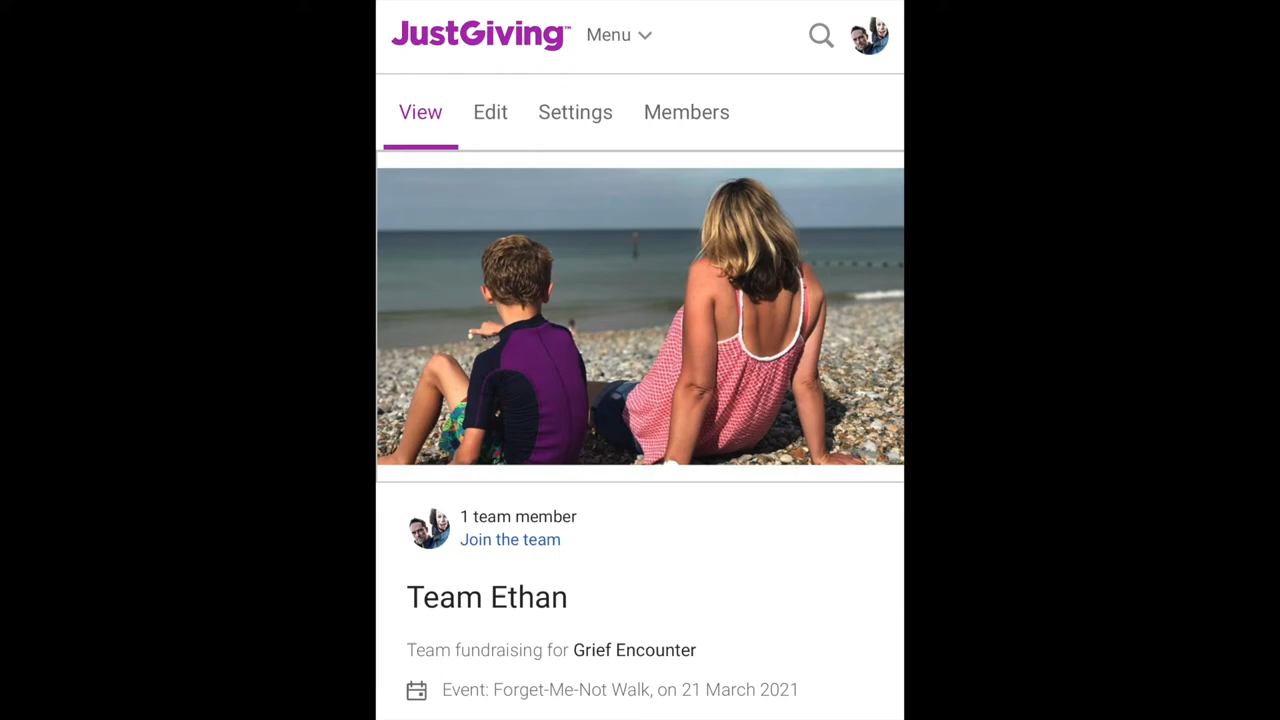 JustGiving™ Menu
View Edit Settings Members
1 team member
Join the team
Team Ethan
Team fundraising for Grief Encounter
Event: Forget-Me-Not Walk, on 21 March 2021